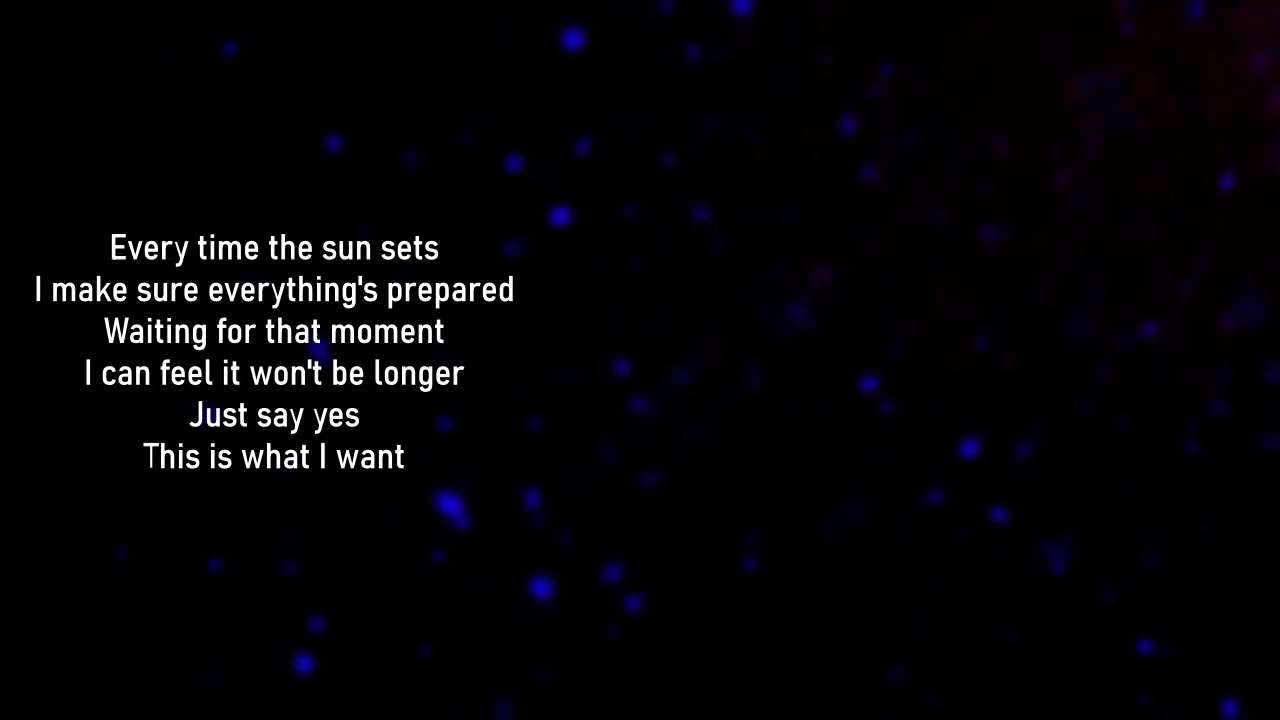 Every time the sun sets
I make sure everything's prepared
Waiting for that moment
I can feel it won't be longer
Just say yes
This is what I want